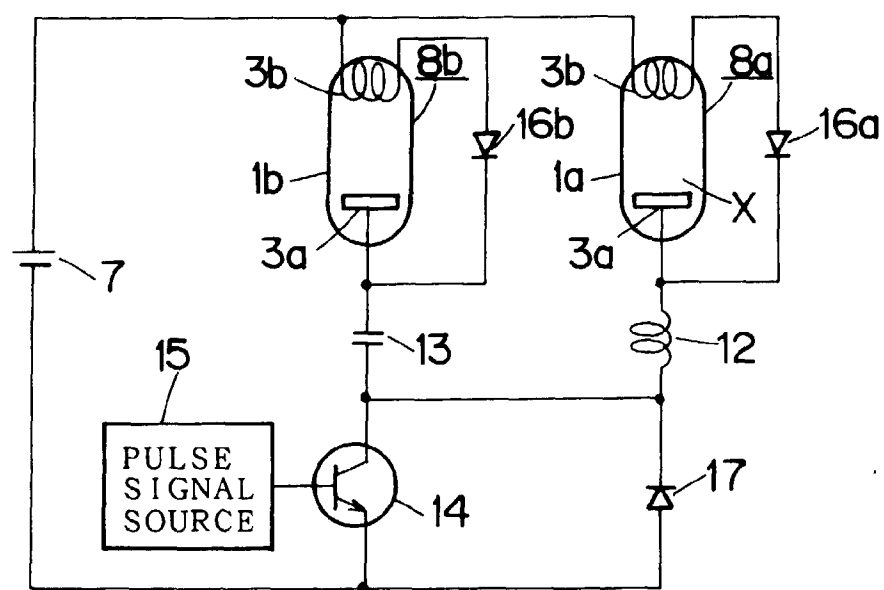 3b
8b
16b
1b
3a
3b
8a
16a
1a
X
3a
7
13
12
15
PULSE
SIGNAL
SOURCE
14
17